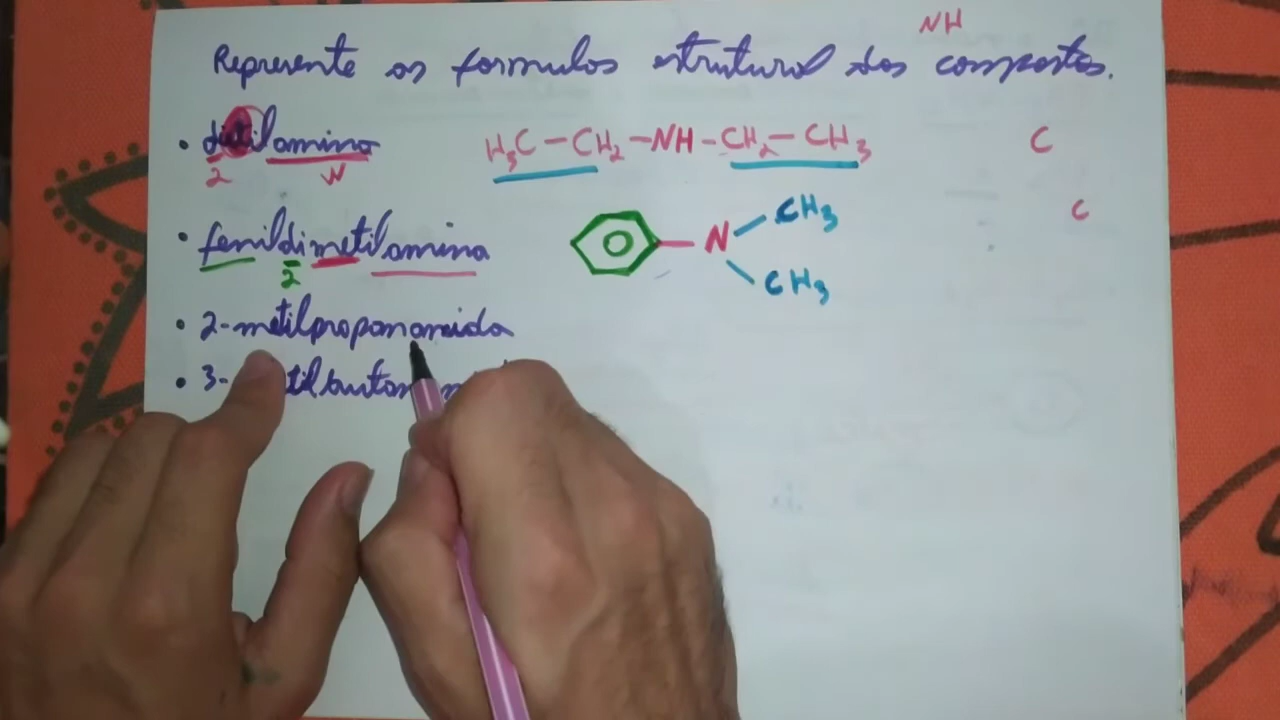 NH
Represente as formulas estrutural dos compostos.
• dietilamina H₃C – CH₂ – NH – CH₂ – CH₃ C
2 N
• fenildimetilamina N CH₃ CH₃ C
2
• 2-metilpropanamida
• 3-